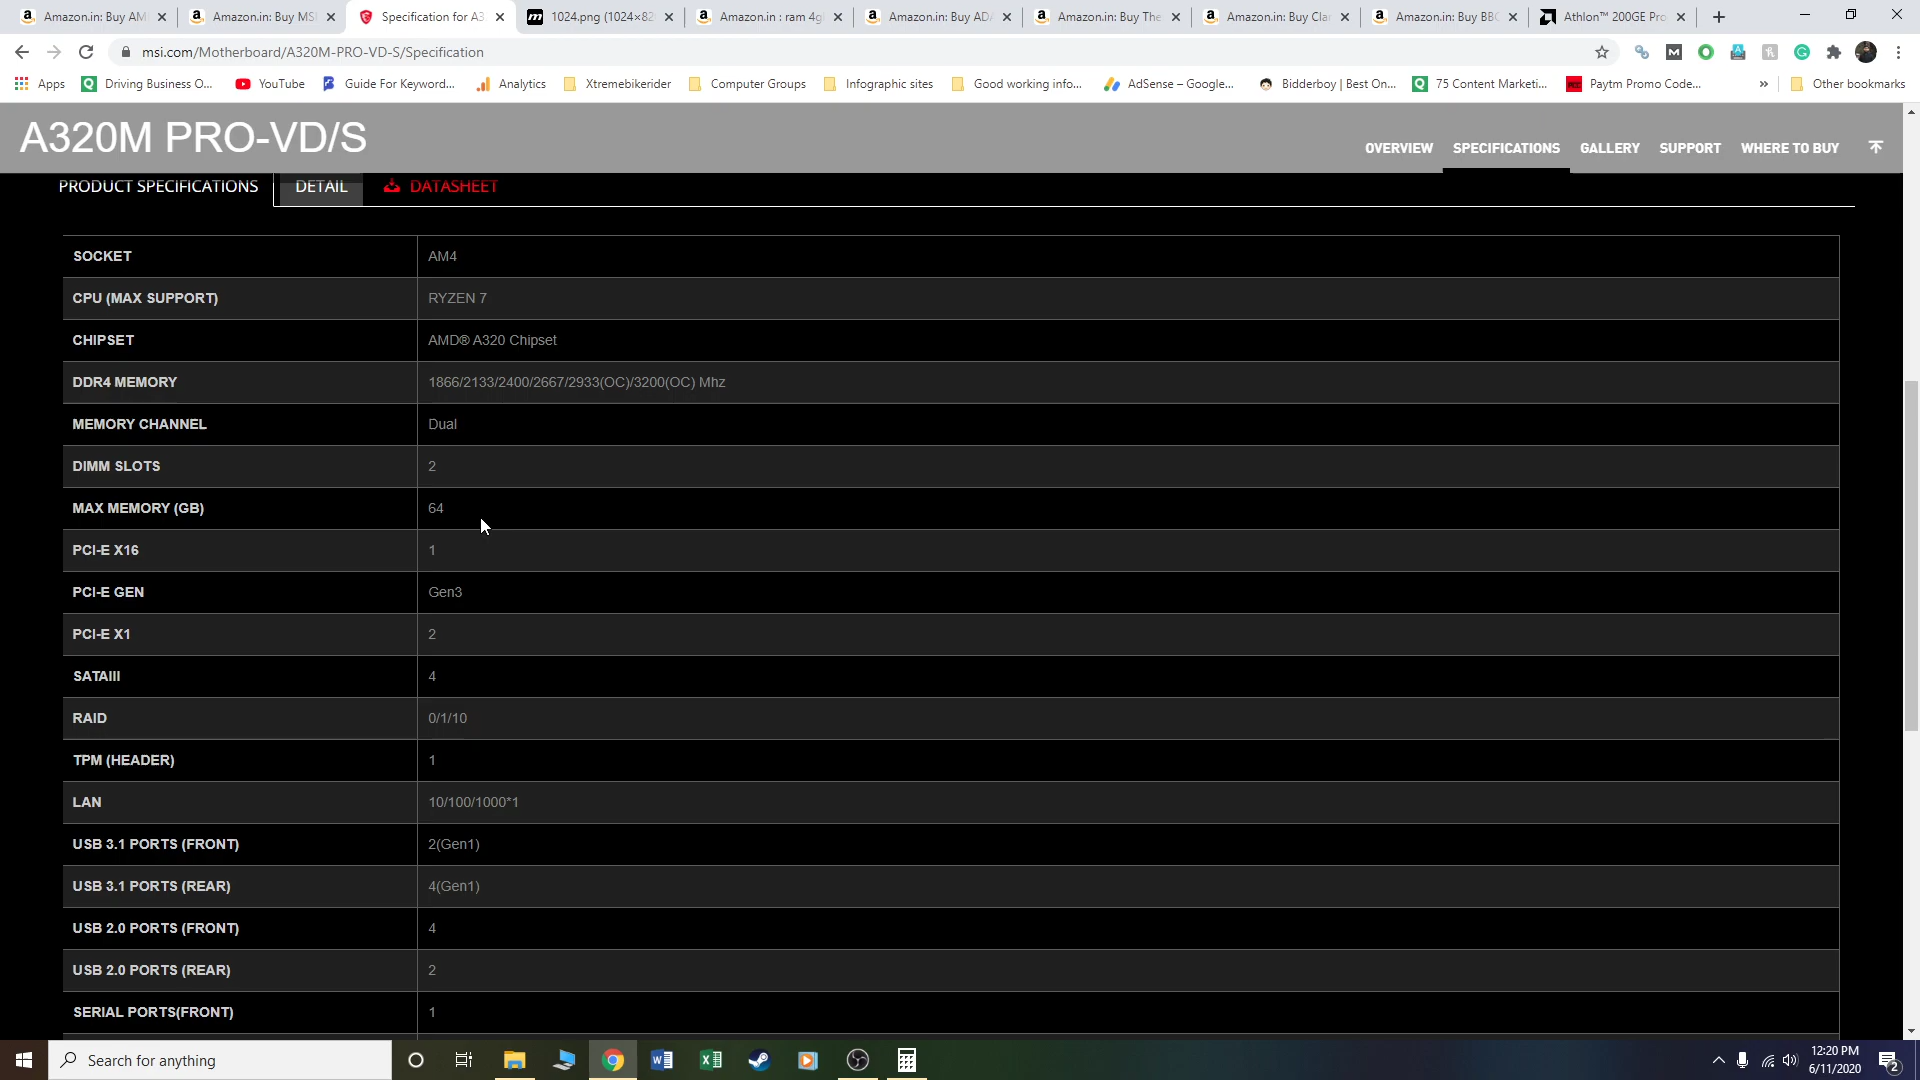 Amazon.in: Buy AM
Amazon.in: Buy MSI
Specification for A3
1024.png (1024×82
Amazon.in : ram 4g
Amazon.in: Buy ADA
Amazon.in: Buy The
Amazon.in: Buy Cla
Amazon.in: Buy BB
Athlon™ 200GE Pro
msi.com/Motherboard/A320M-PRO-VD-S/Specification
Apps
Driving Business O...
YouTube
Guide For Keyword...
Analytics
Xtremebikerider
Computer Groups
Infographic sites
Good working info...
AdSense – Google...
Bidderboy | Best On...
75 Content Marketi...
Paytm Promo Code...
»
Other bookmarks
A320M PRO-VD/S
OVERVIEW
SPECIFICATIONS
GALLERY
SUPPORT
WHERE TO BUY
PRODUCT SPECIFICATIONS
DETAIL
DATASHEET
SOCKET
AM4
CPU (MAX SUPPORT)
RYZEN 7
CHIPSET
AMD® A320 Chipset
DDR4 MEMORY
1866/2133/2400/2667/2933(OC)/3200(OC) Mhz
MEMORY CHANNEL
Dual
DIMM SLOTS
2
MAX MEMORY (GB)
64
PCI-E X16
1
PCI-E GEN
Gen3
PCI-E X1
2
SATAIII
4
RAID
0/1/10
TPM (HEADER)
1
LAN
10/100/1000*1
USB 3.1 PORTS (FRONT)
2(Gen1)
USB 3.1 PORTS (REAR)
4(Gen1)
USB 2.0 PORTS (FRONT)
4
USB 2.0 PORTS (REAR)
2
SERIAL PORTS(FRONT)
1
Search for anything
12:20 PM
6/11/2020
2